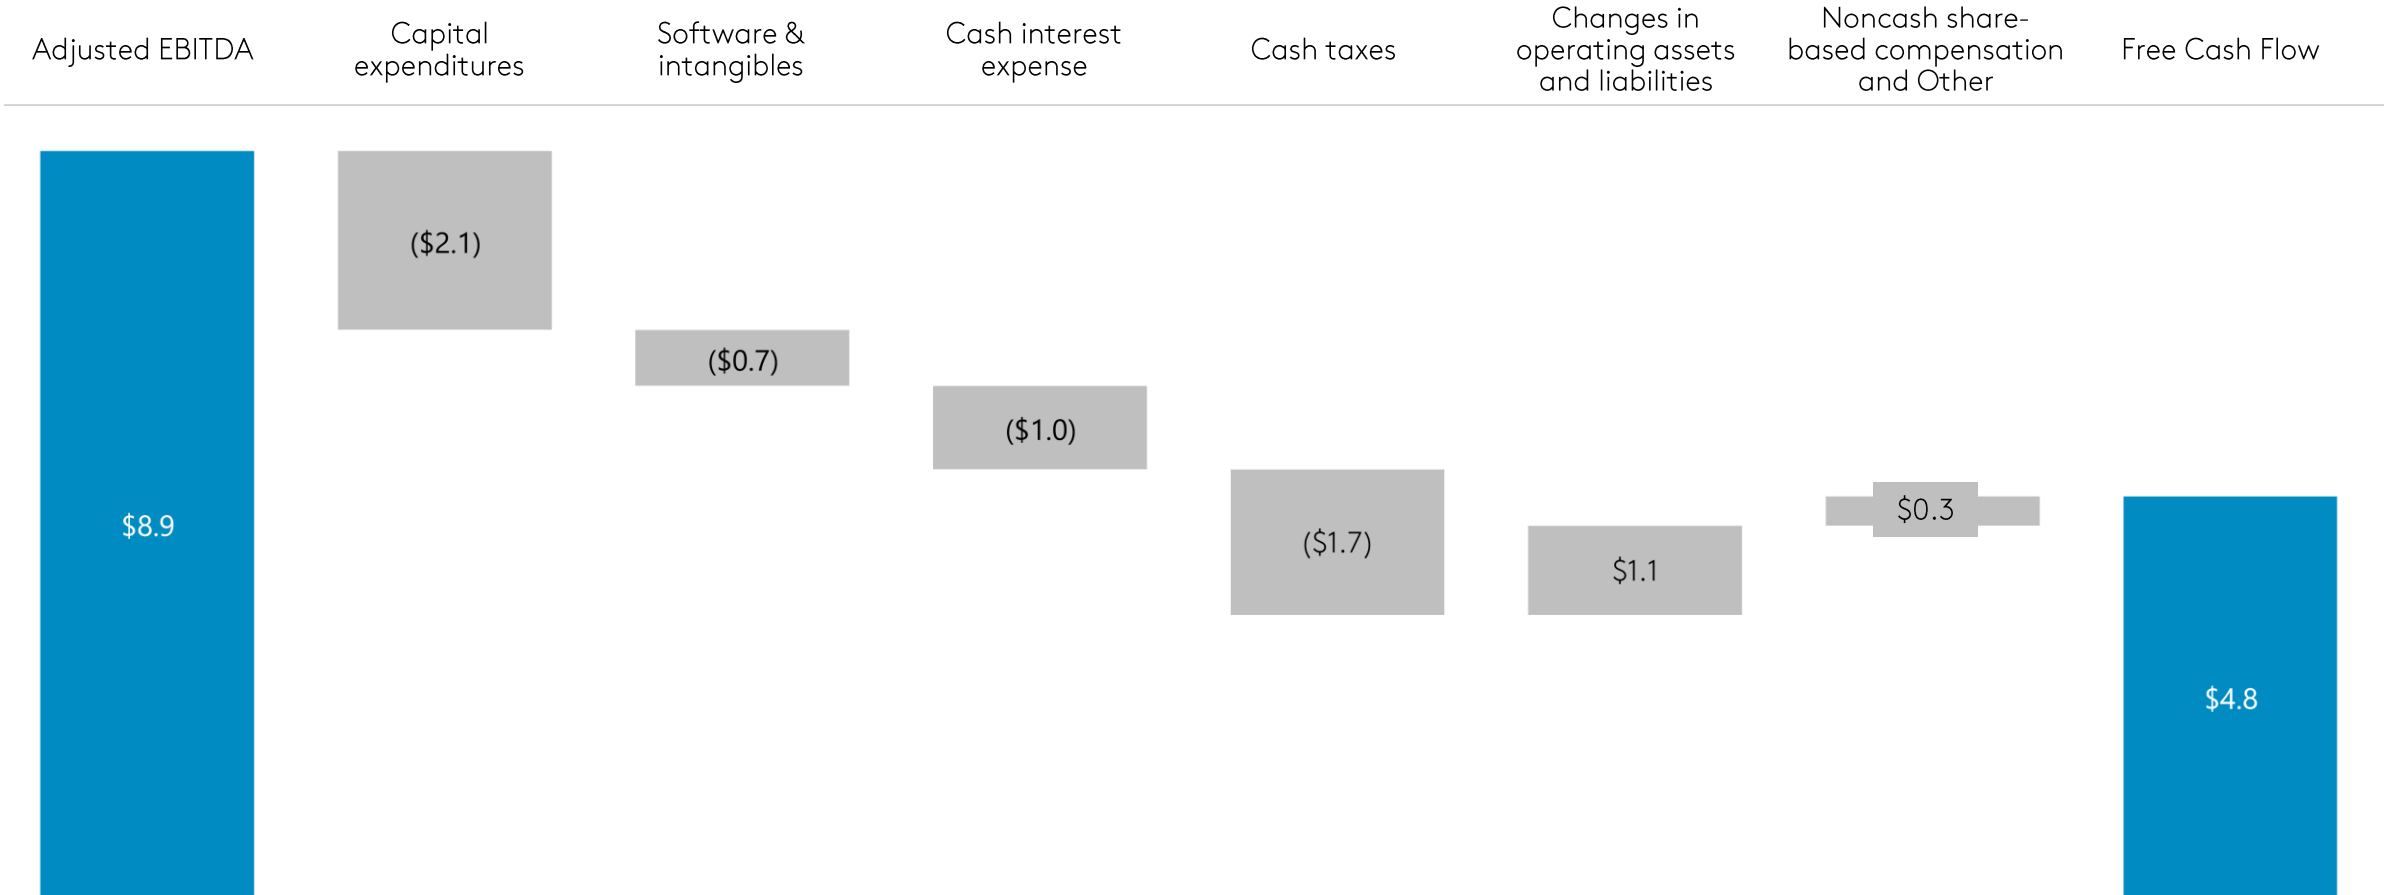 Adjusted EBITDA
Capital
expenditures
Software &
intangibles
Cash interest
expense
Cash taxes
Changes in
operating assets
and liabilities
Noncash share-
based compensation
and Other
Free Cash Flow
$8.9
($2.1)
($0.7)
($1.0)
($1.7)
$1.1
$0.3
$4.8